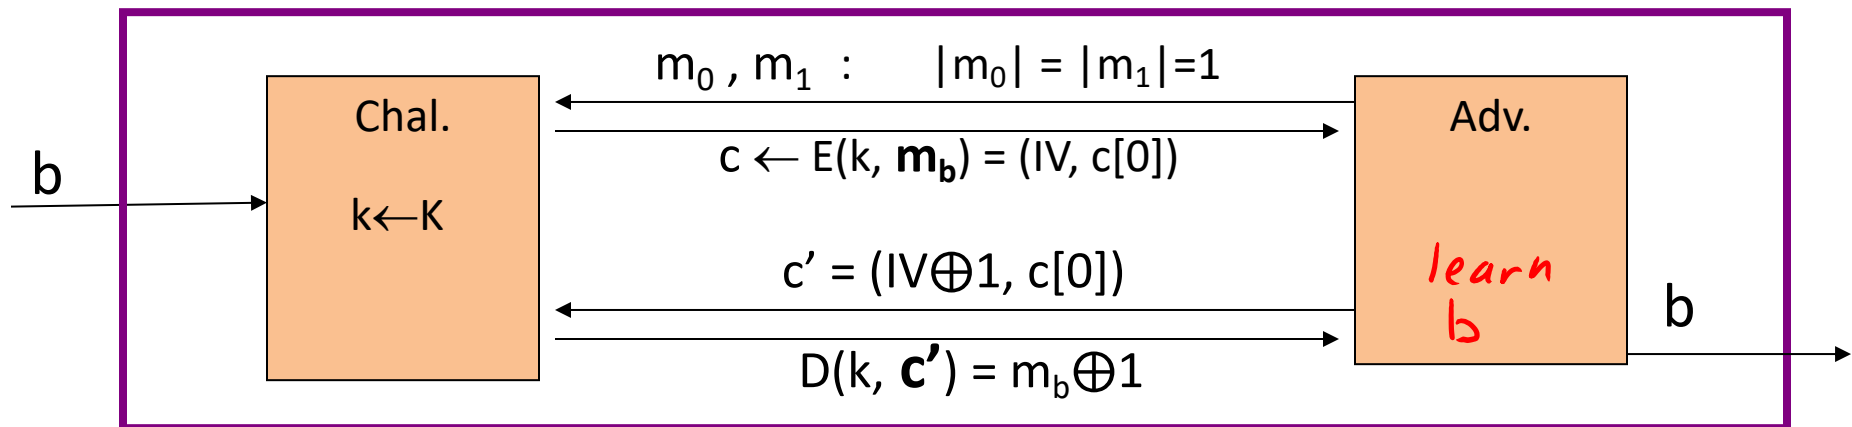 m₀ , m₁ : |m₀| = |m₁|=1
Chal.
Adv.
c ← E(k, m_b) = (IV, c[0])
b
k←K
c’ = (IV⊕1, c[0])
learn
b
b
D(k, c’) = m_b⊕1